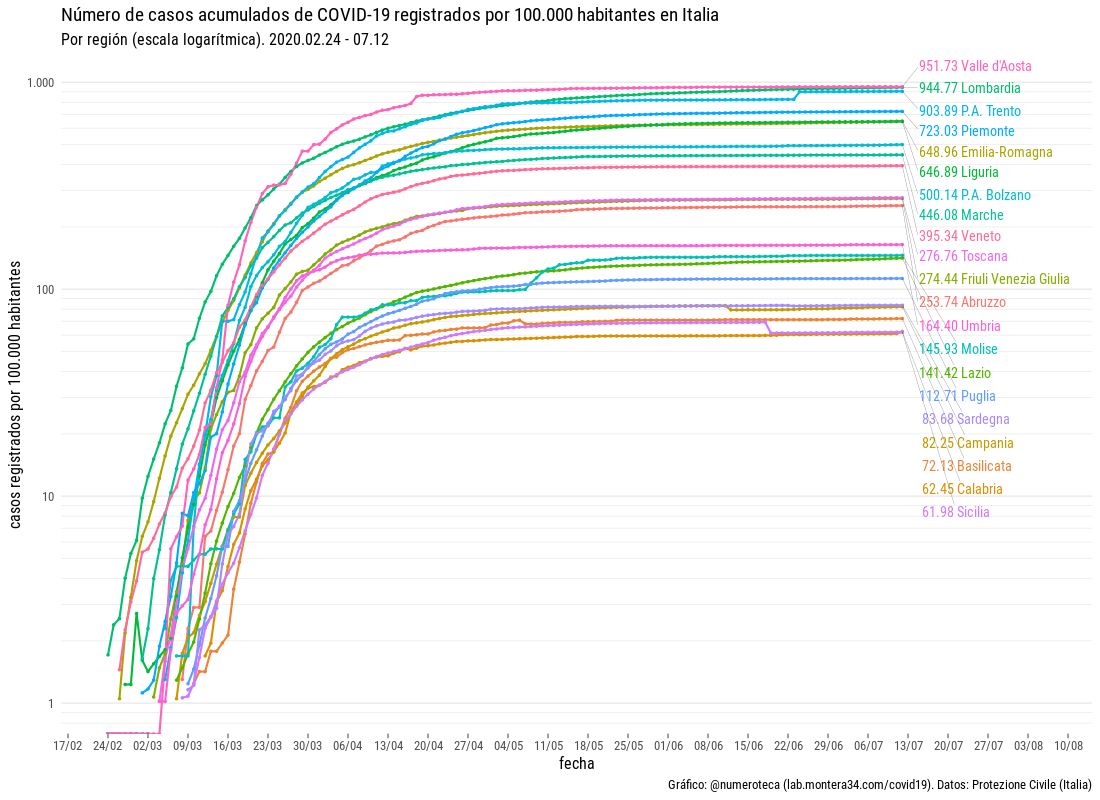 Número de casos acumulados de COVID-19 registrados por 100.000 habitantes en Italia
Por región (escala logarítmica). 2020.02.24 - 07.12
casos registrados por 100.000 habitantes
1.000
100
10
1
951.73 Valle d'Aosta
944.77 Lombardia
903.89 P.A. Trento
723.03 Piemonte
648.96 Emilia-Romagna
646.89 Liguria
500.14 P.A. Bolzano
446.08 Marche
395.34 Veneto
276.76 Toscana
274.44 Friuli Venezia Giulia
253.74 Abruzzo
164.40 Umbria
145.93 Molise
141.42 Lazio
112.71 Puglia
83.68 Sardegna
82.25 Campania
72.13 Basilicata
62.45 Calabria
61.98 Sicilia
17/02 24/02 02/03 09/03 16/03 23/03 30/03 06/04 13/04 20/04 27/04 04/05 11/05 18/05 25/05 01/06 08/06 15/06 22/06 29/06 06/07 13/07 20/07 27/07 03/08 10/08
fecha
Gráfico: @numeroteca (lab.montera34.com/covid19). Datos: Protezione Civile (Italia)